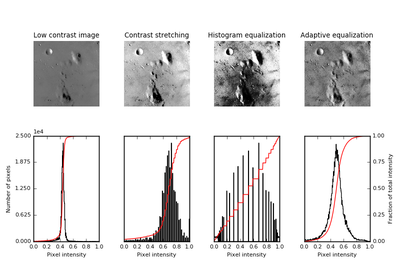 Low contrast image
Contrast stretching
Histogram equalization
Adaptive equalization
1e4
2.500
1.875
1.250
0.625
0.000
Number of pixels
0.0 0.2 0.4 0.6 0.8 1.0
Pixel intensity
0.0 0.2 0.4 0.6 0.8 1.0
Pixel intensity
0.0 0.2 0.4 0.6 0.8 1.0
Pixel intensity
0.0 0.2 0.4 0.6 0.8 1.0
Pixel intensity
1.00
0.75
0.50
0.25
0.00
Fraction of total intensity